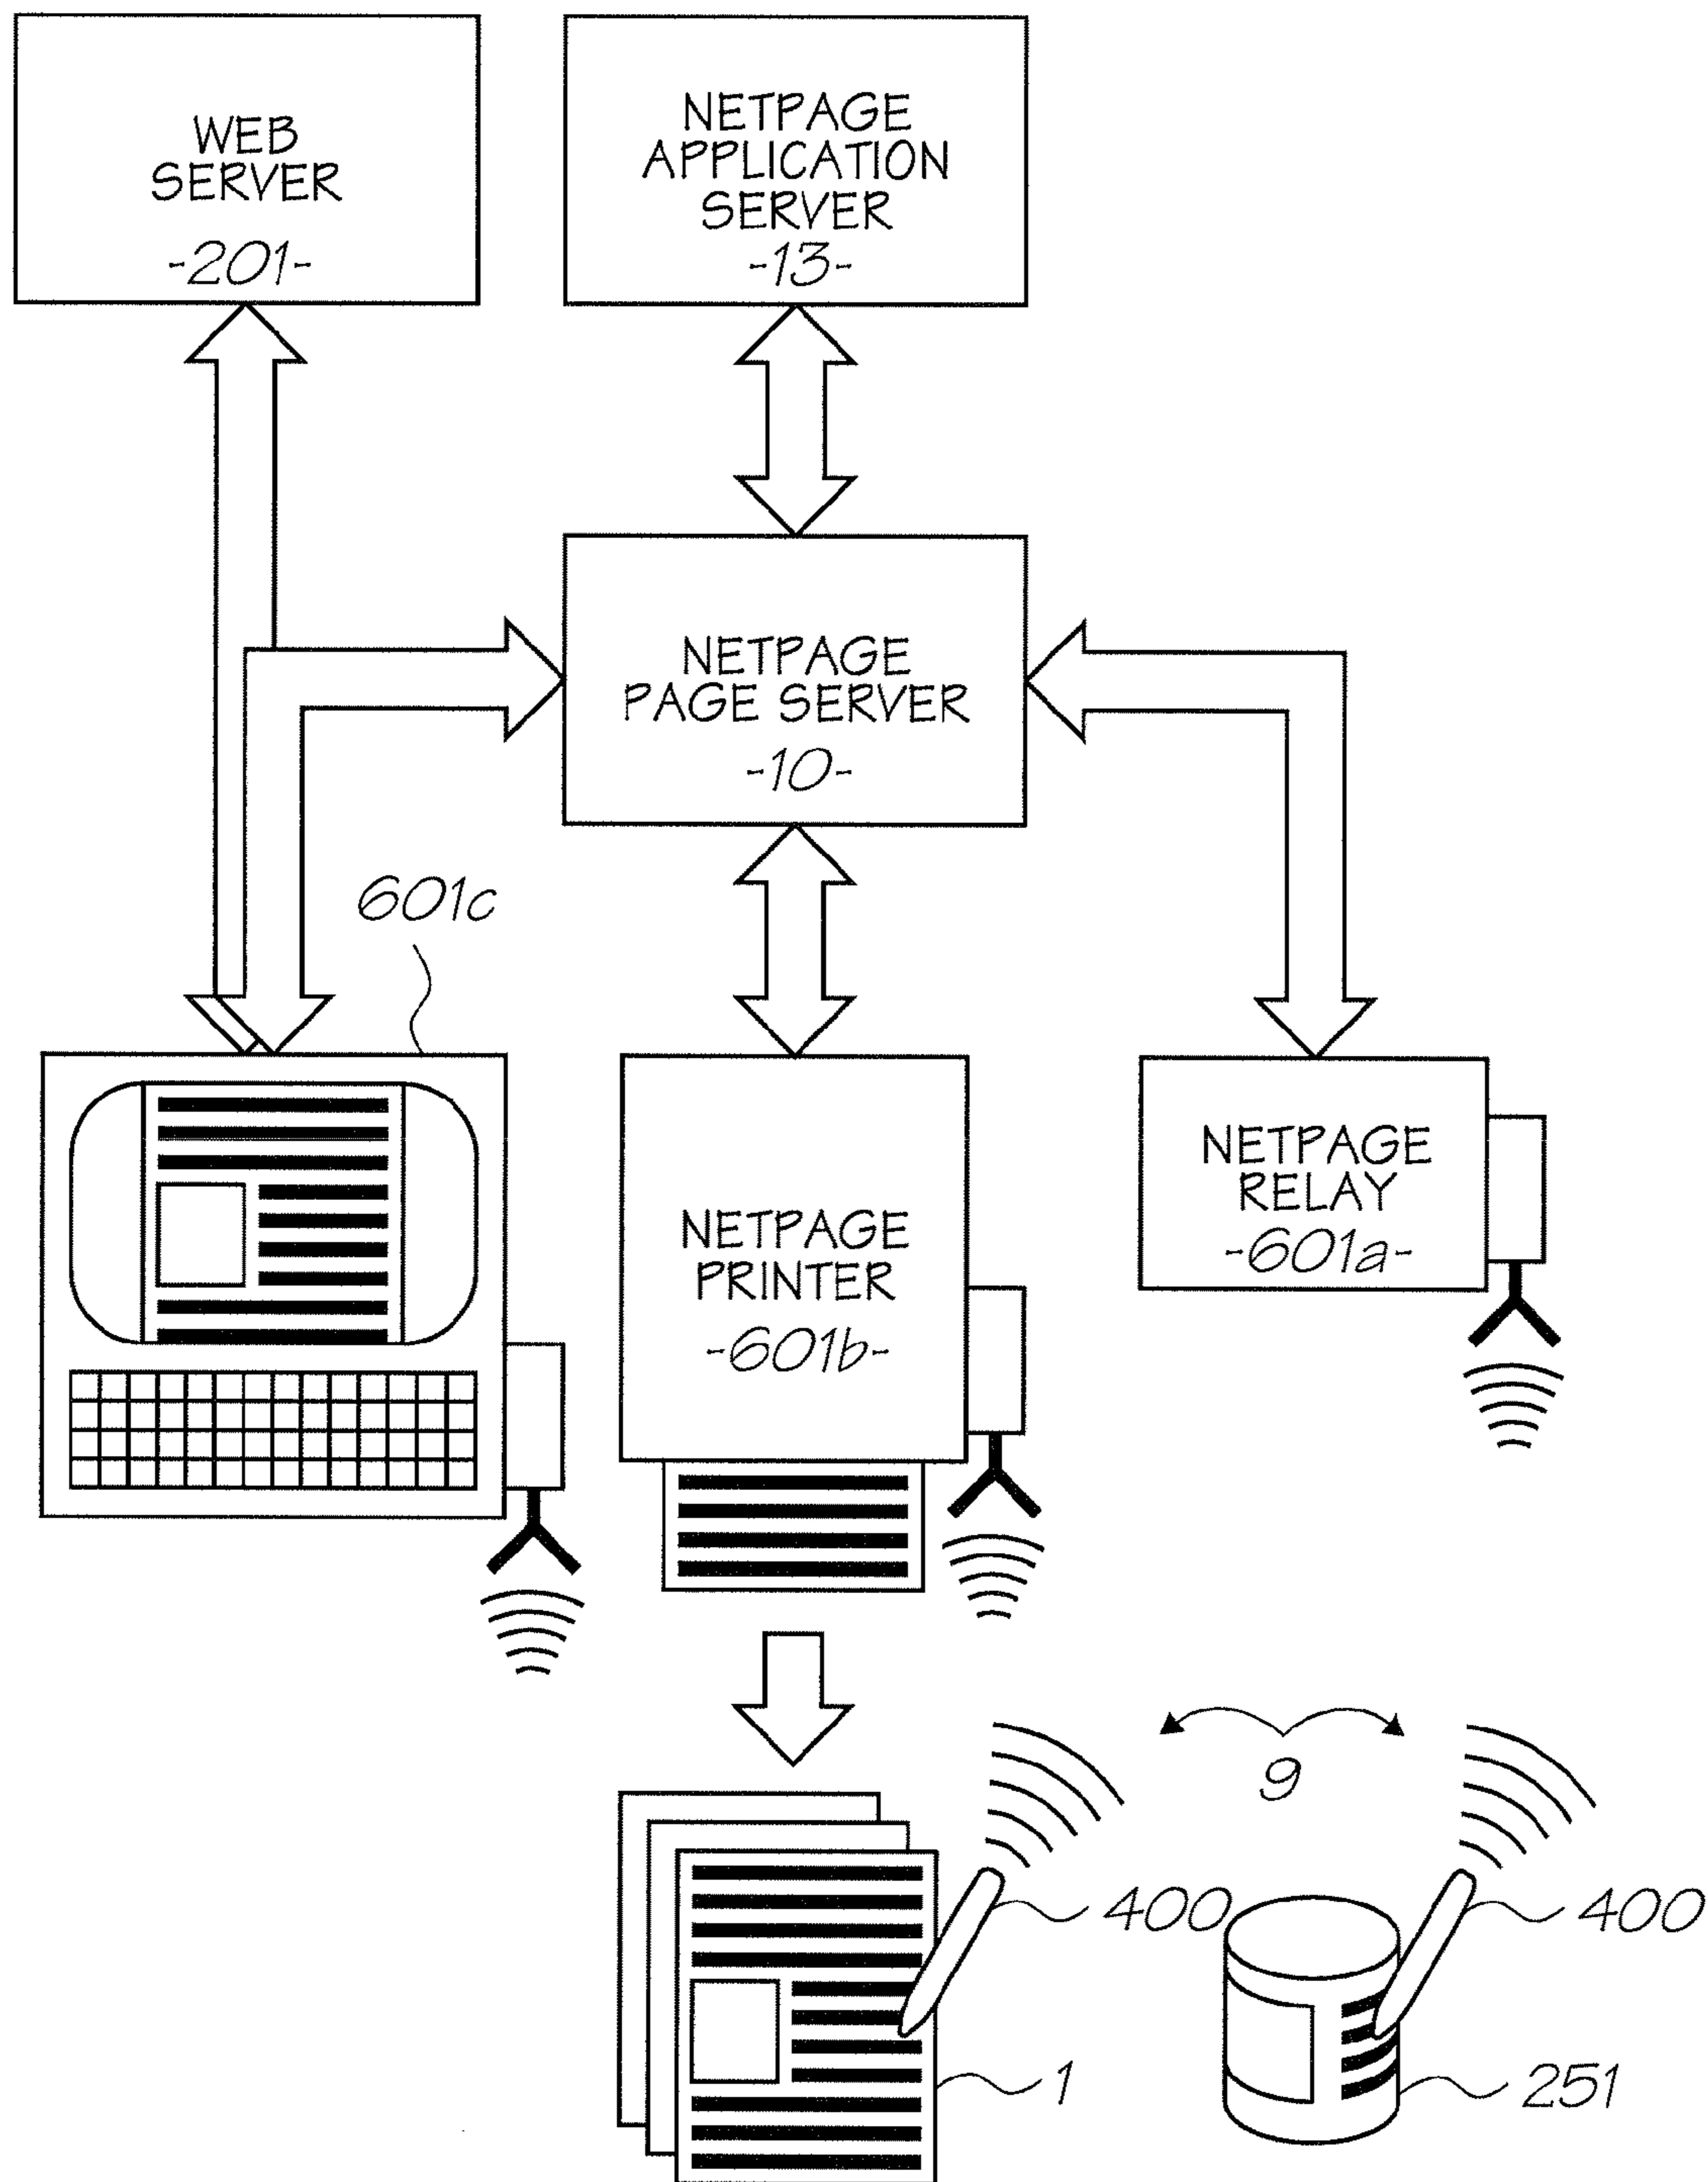 WEB
SERVER
-201-
NETPAGE
APPLICATION
SERVER
-13-
NETPAGE
PAGE SERVER
-10-
601c
NETPAGE
PRINTER
-601b-
NETPAGE
RELAY
-601a-
9
400
400
1
251